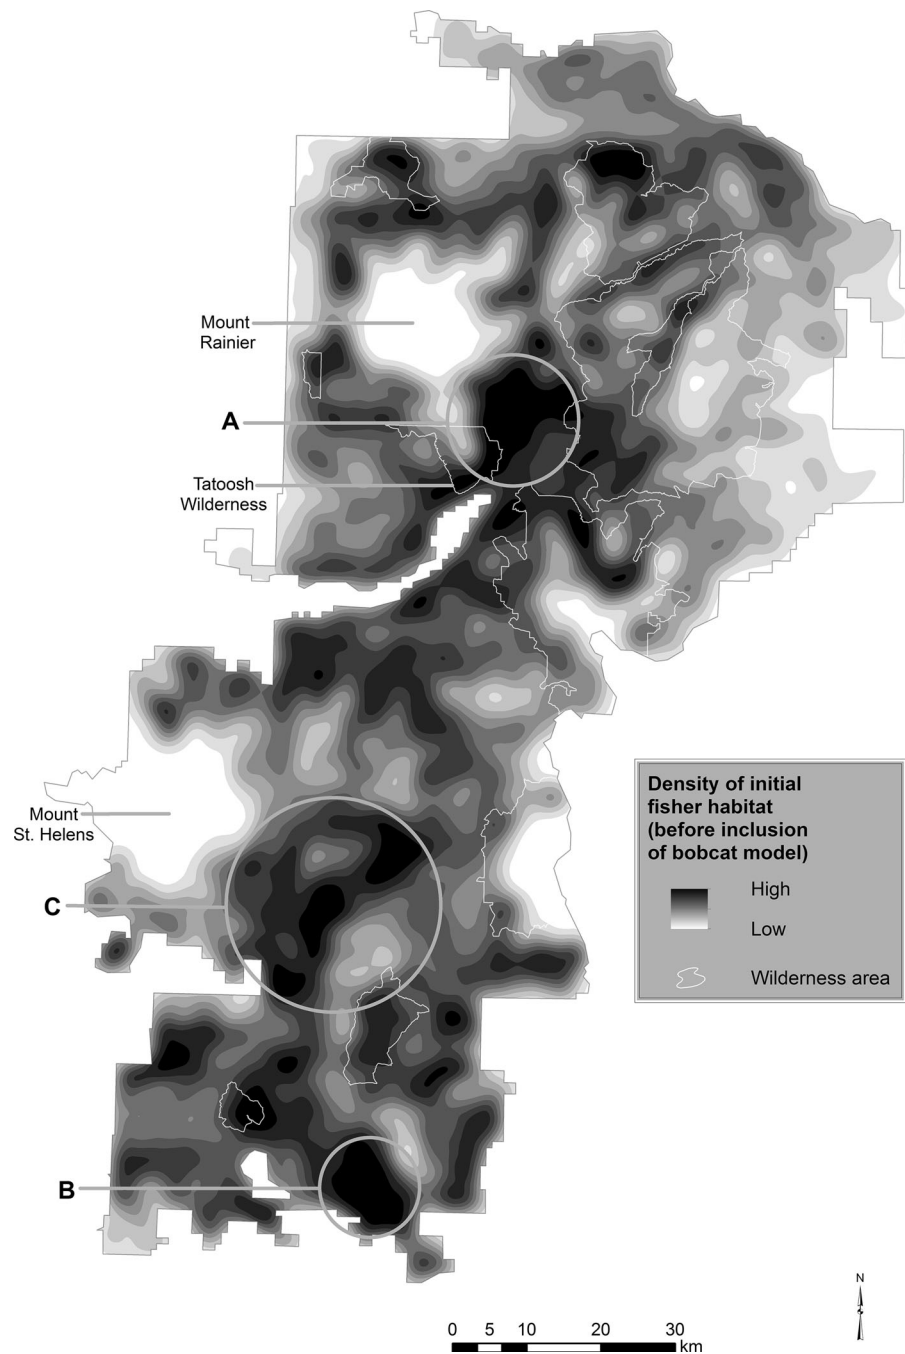 Mount
Rainier
A
Tatoosh
Wilderness
Mount
St. Helens
C
B
Density of initial
fisher habitat
(before inclusion
of bobcat model)
High
Low
Wilderness area
N
0 5 10 20 30
km